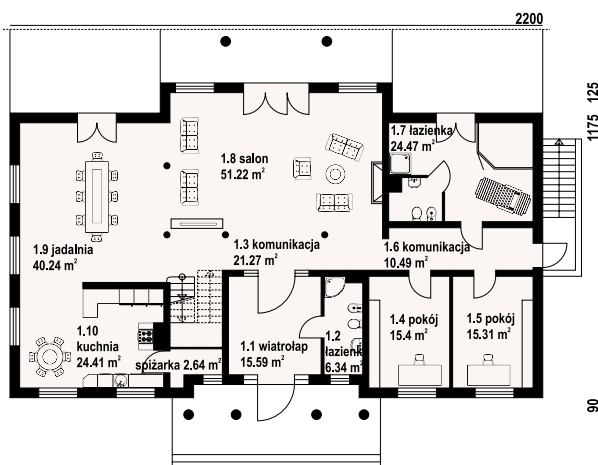 2200
125
1175
1.7 łazienka
24.47 m²
1.8 salon
51.22 m²
1.9 jadalnia
40.24 m²
1.3 komunikacja
21.27 m²
1.6 komunikacja
10.49 m²
1.10
kuchnia
24.41 m²
spiżarka 2.64 m²
1.1 wiatrołap
15.59 m²
1.2
łazienk
6.34 m²
1.4 pokój
15.4 m²
1.5 pokój
15.31 m²
90